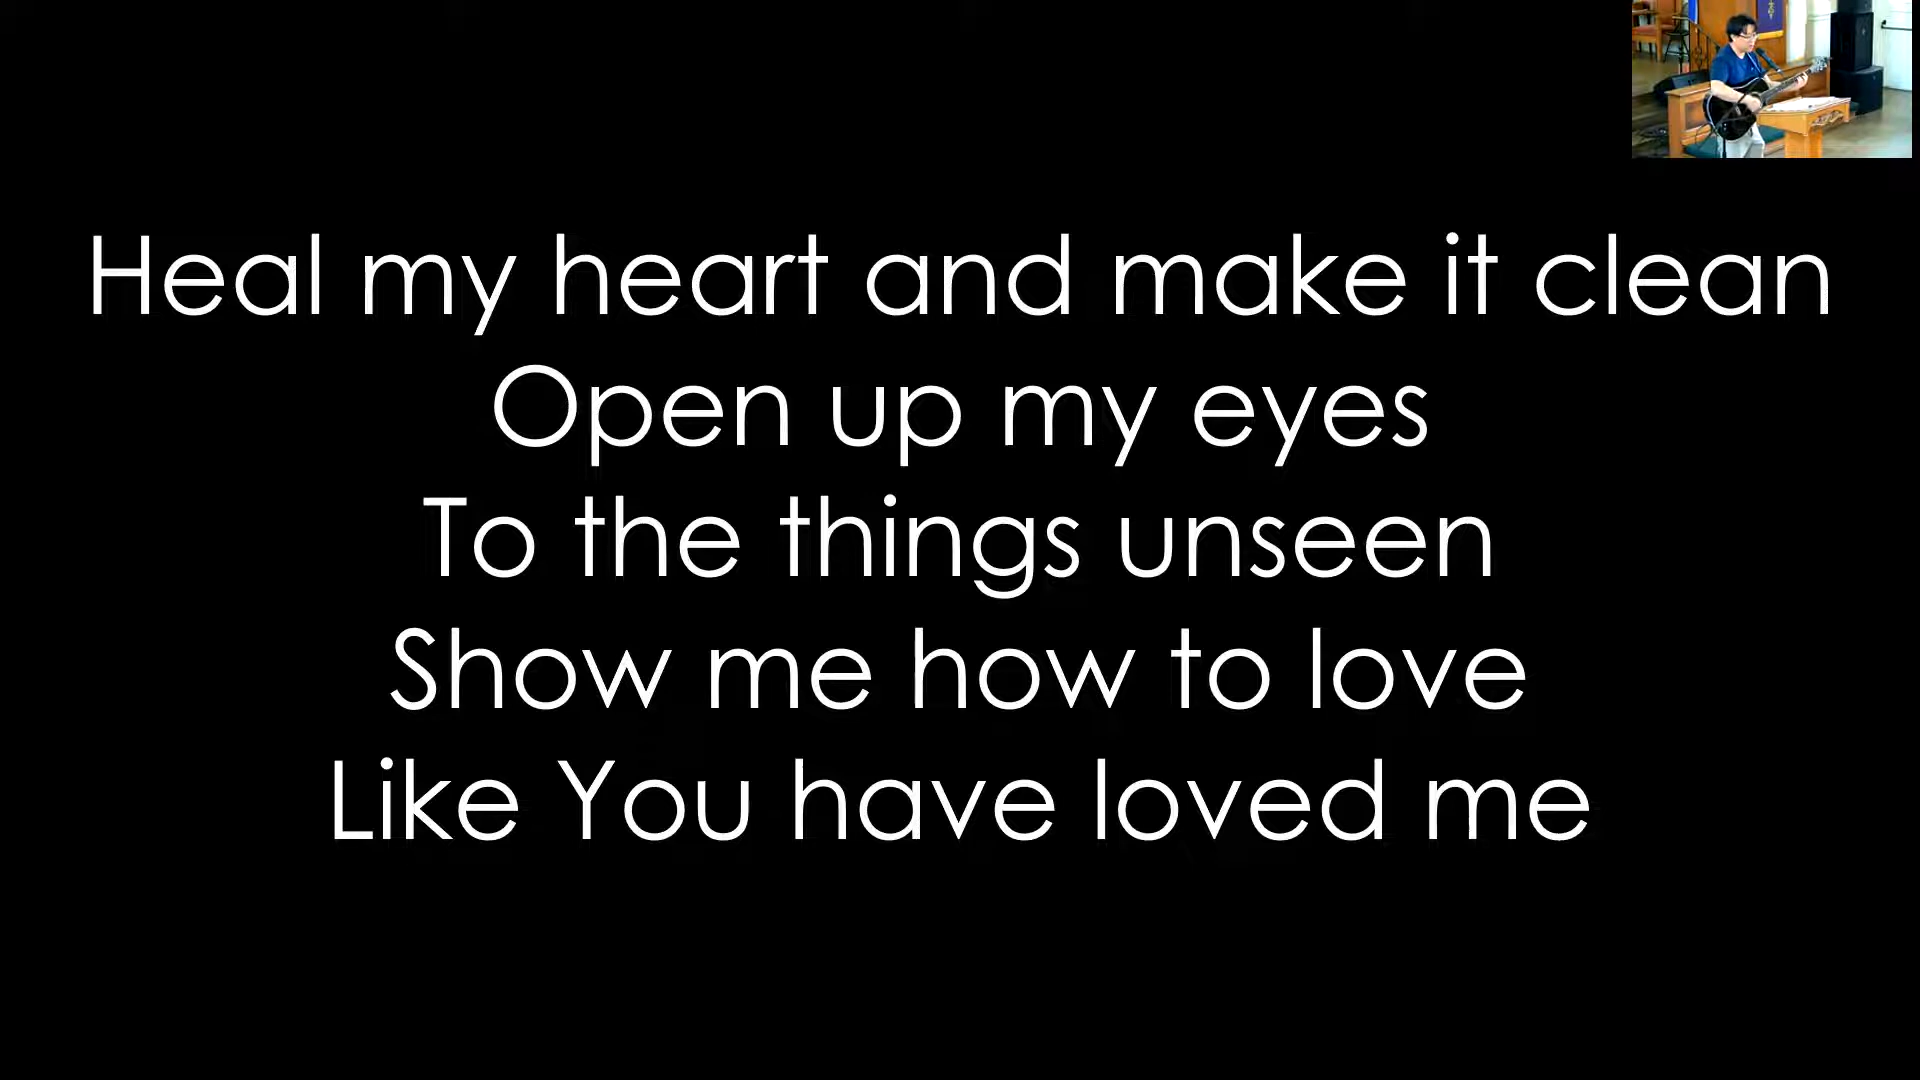 Heal my heart and make it clean
Open up my eyes
To the things unseen
Show me how to love
Like You have loved me